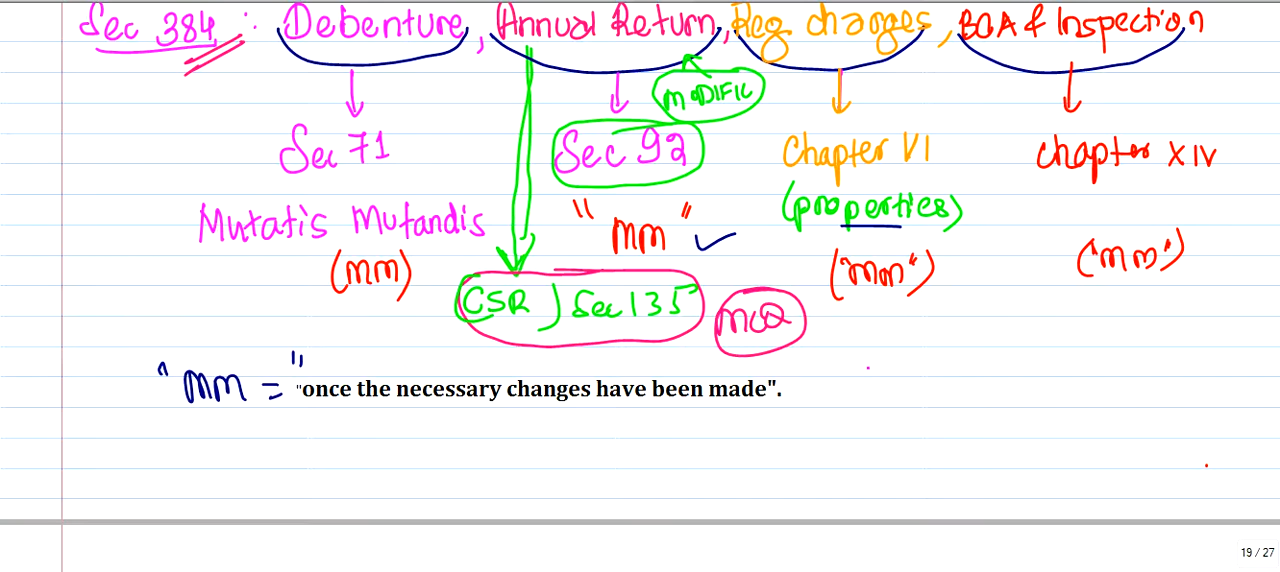 Sec 384 : Debenture, Annual Return, Reg. charges, BOA & Inspection
MODIFIC
Sec 71 Sec 92 Chapter VI chapter XIV
(properties)
Mutatis Mutandis "mm"
(mm) ("mm") ("mm")
CSR) Sec 135 MCQ
"mm" = "once the necessary changes have been made".
19 / 27